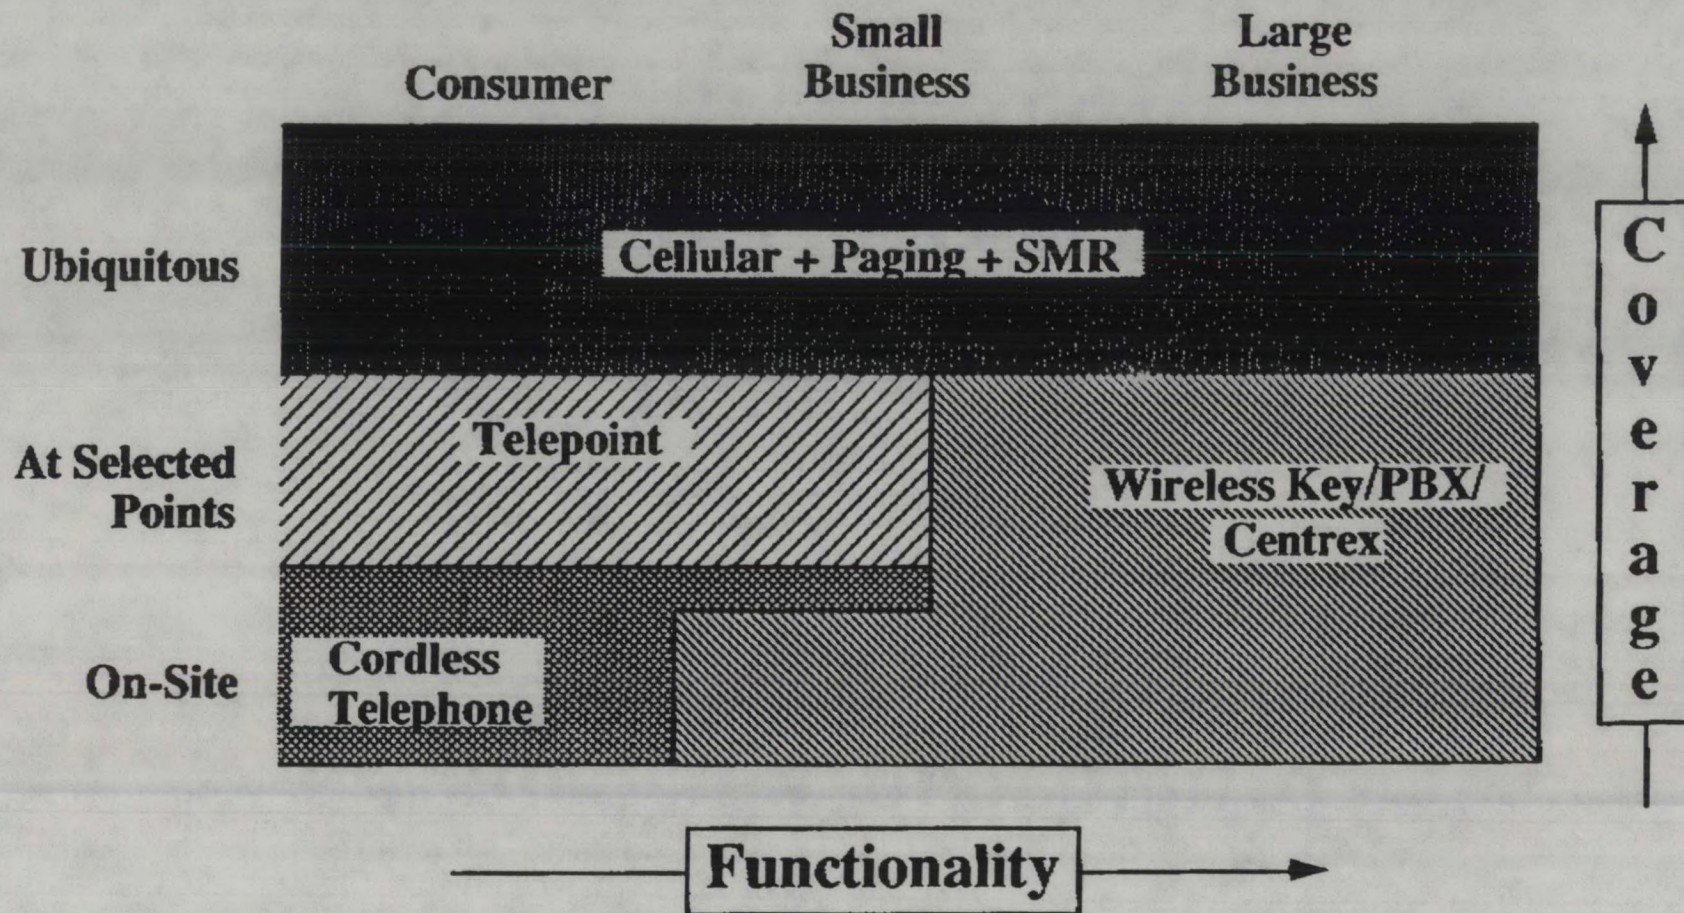 Consumer
Small
Business
Large
Business
Ubiquitous
Cellular + Paging + SMR
At Selected
Points
Telepoint
Wireless Key/PBX/
Centrex
On-Site
Cordless
Telephone
Coverage
Functionality